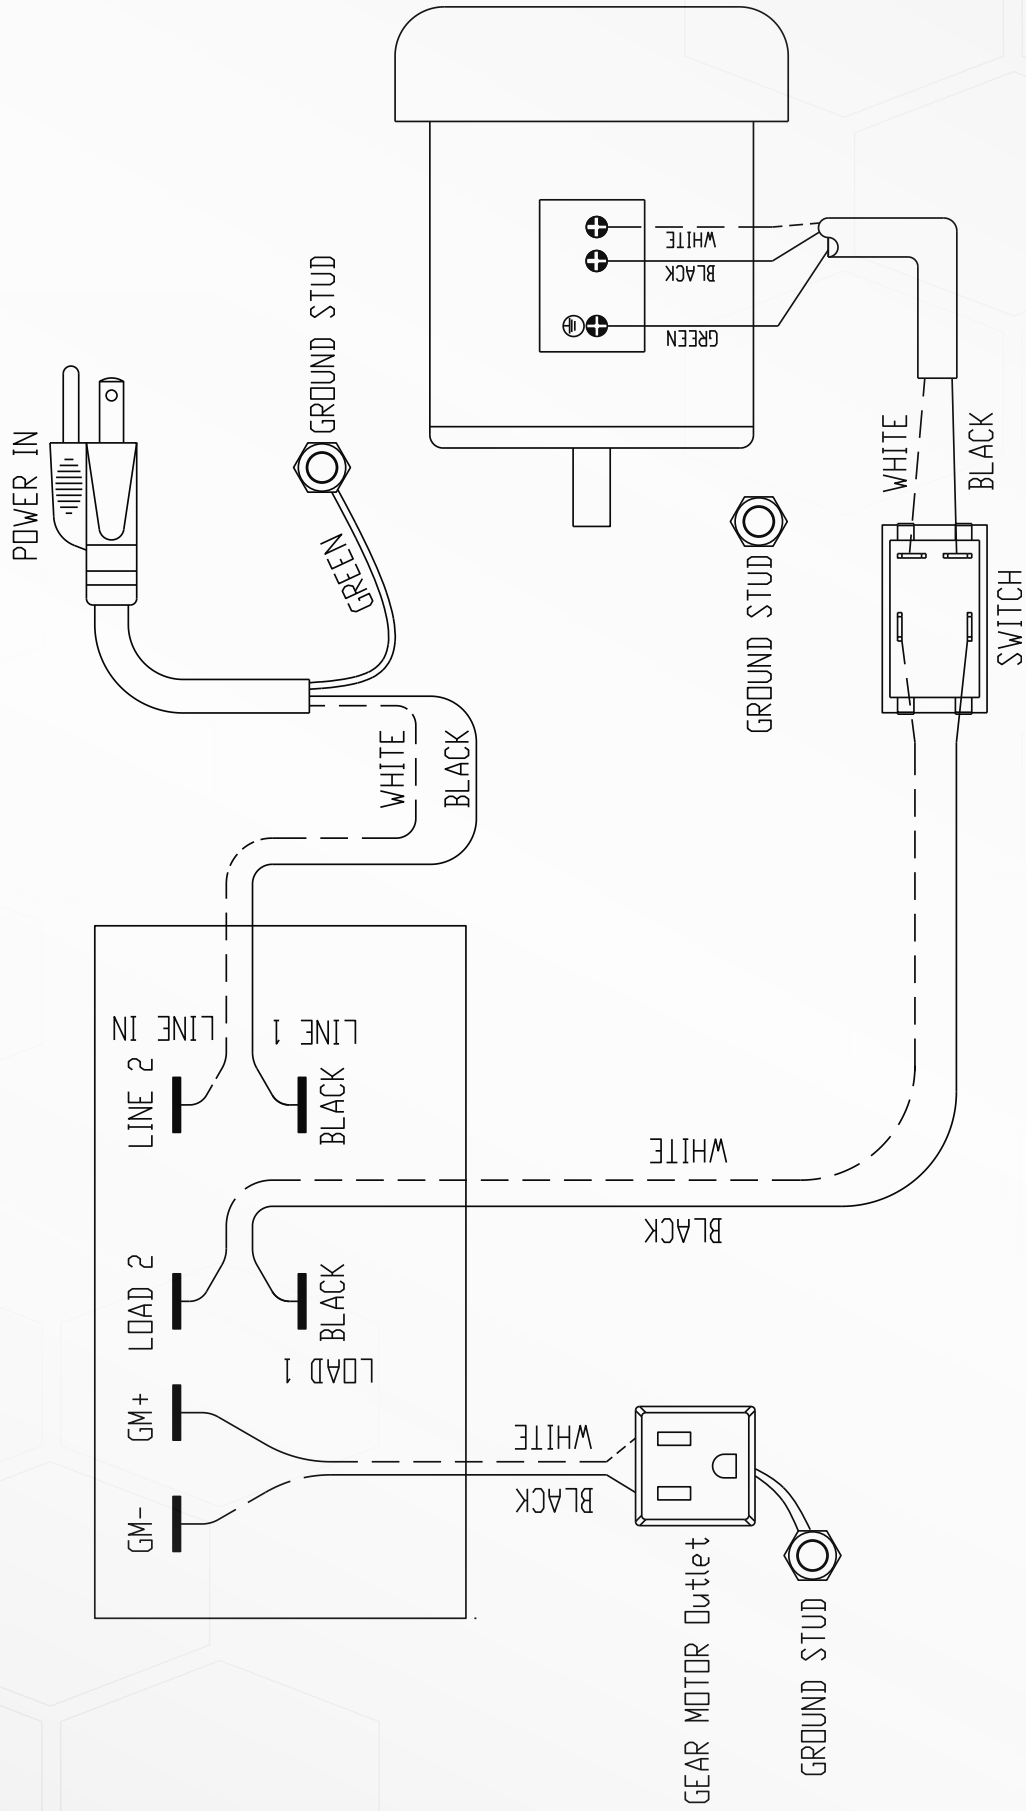 WHITE
BLACK
GREEN
GROUND STUD
POWER IN
GREEN
WHITE
BLACK
GROUND STUD
SWITCH
WHITE
BLACK
LINE IN
LINE 1
LINE 2
BLACK
WHITE
BLACK
LOAD 2
BLACK
LOAD 1
GM+
GM-
WHITE
BLACK
GEAR MOTOR Outlet
GROUND STUD